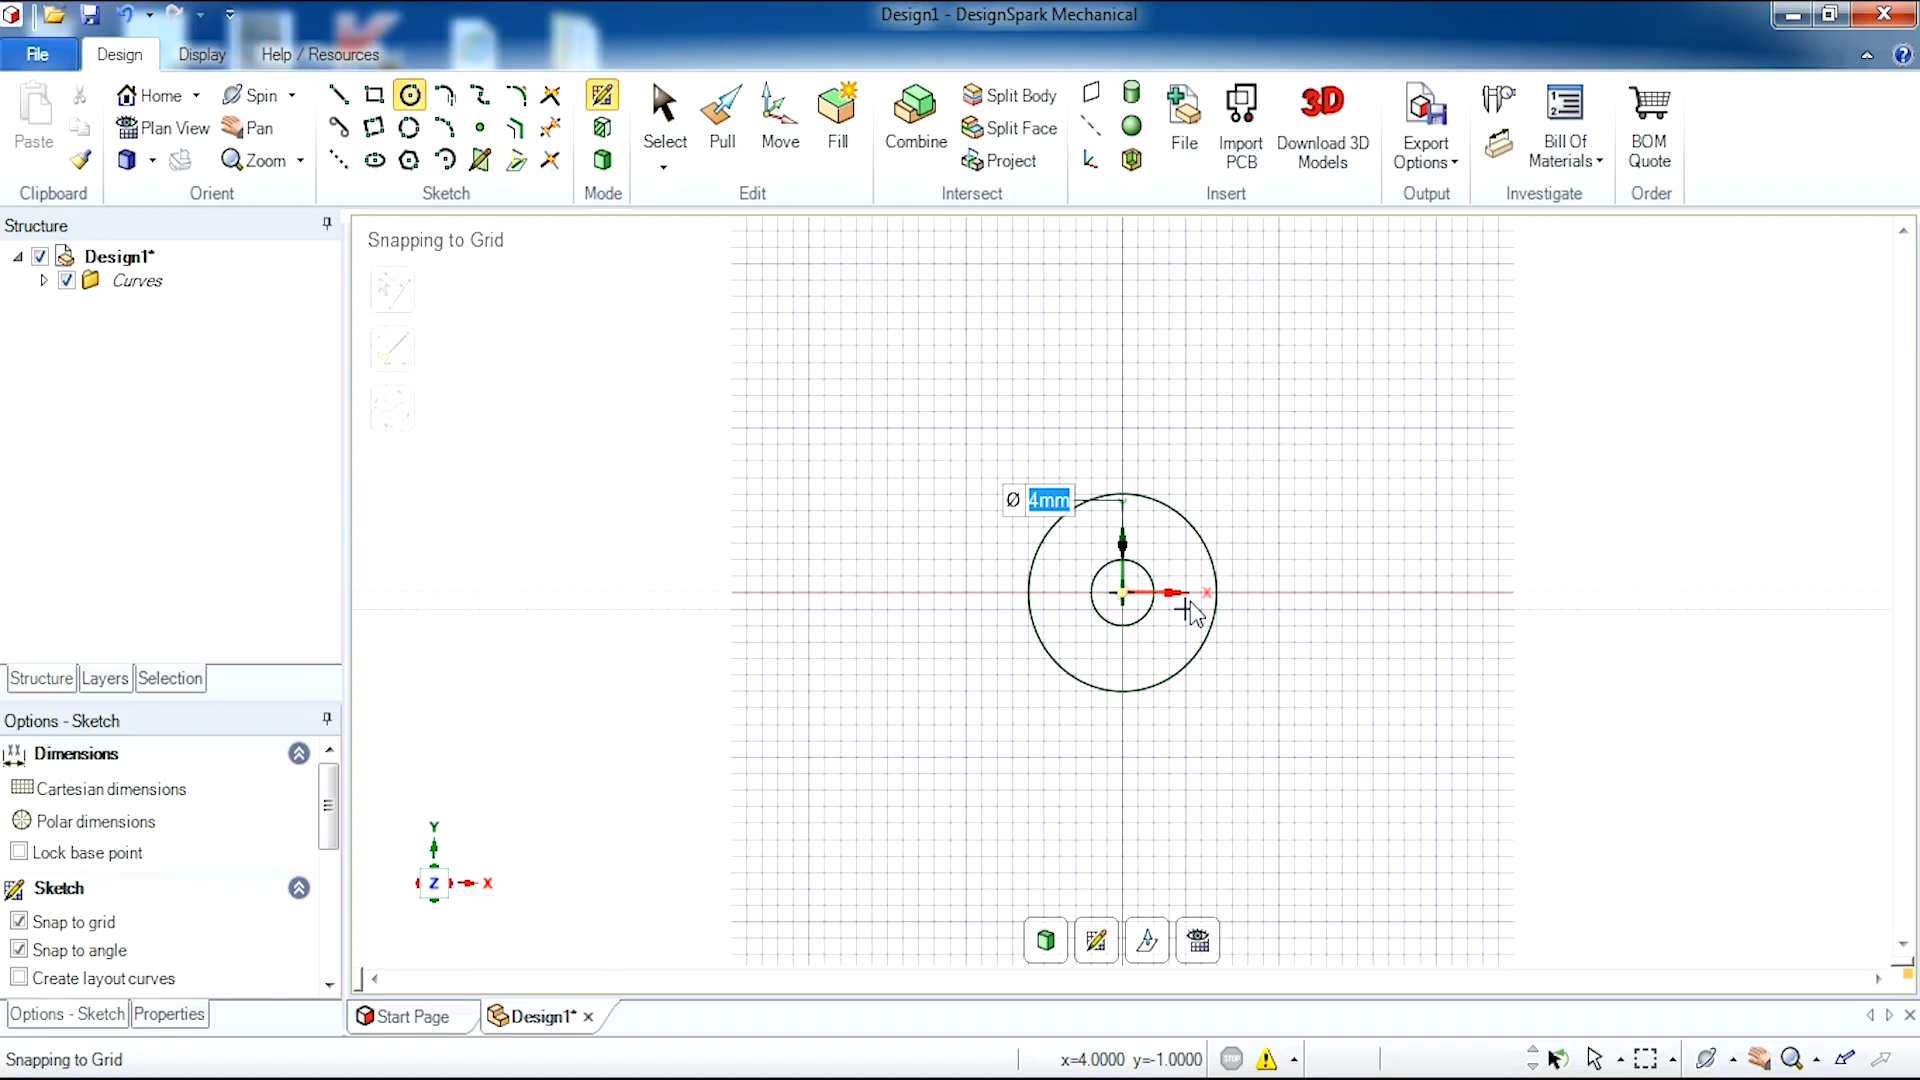 Design1 - DesignSpark Mechanical
File Design Display Help / Resources
Paste
Clipboard
Home Spin
Plan View Pan
Zoom
Orient
Sketch
Mode
Select Pull Move Fill
Edit
Combine
Split Body
Split Face
Project
Intersect
File
Import PCB
3D
Download 3D Models
Insert
Export Options
Output
1
2
Bill Of Materials
Investigate
BOM Quote
Order
Structure
Design1*
Curves
Structure Layers Selection
Options - Sketch
Dimensions
Cartesian dimensions
Polar dimensions
Lock base point
Sketch
Snap to grid
Snap to angle
Create layout curves
Options - Sketch Properties
Snapping to Grid
Ø 4mm
X
Y
Z X
Start Page Design1*
Snapping to Grid
x=4.0000 y=-1.0000
STOP